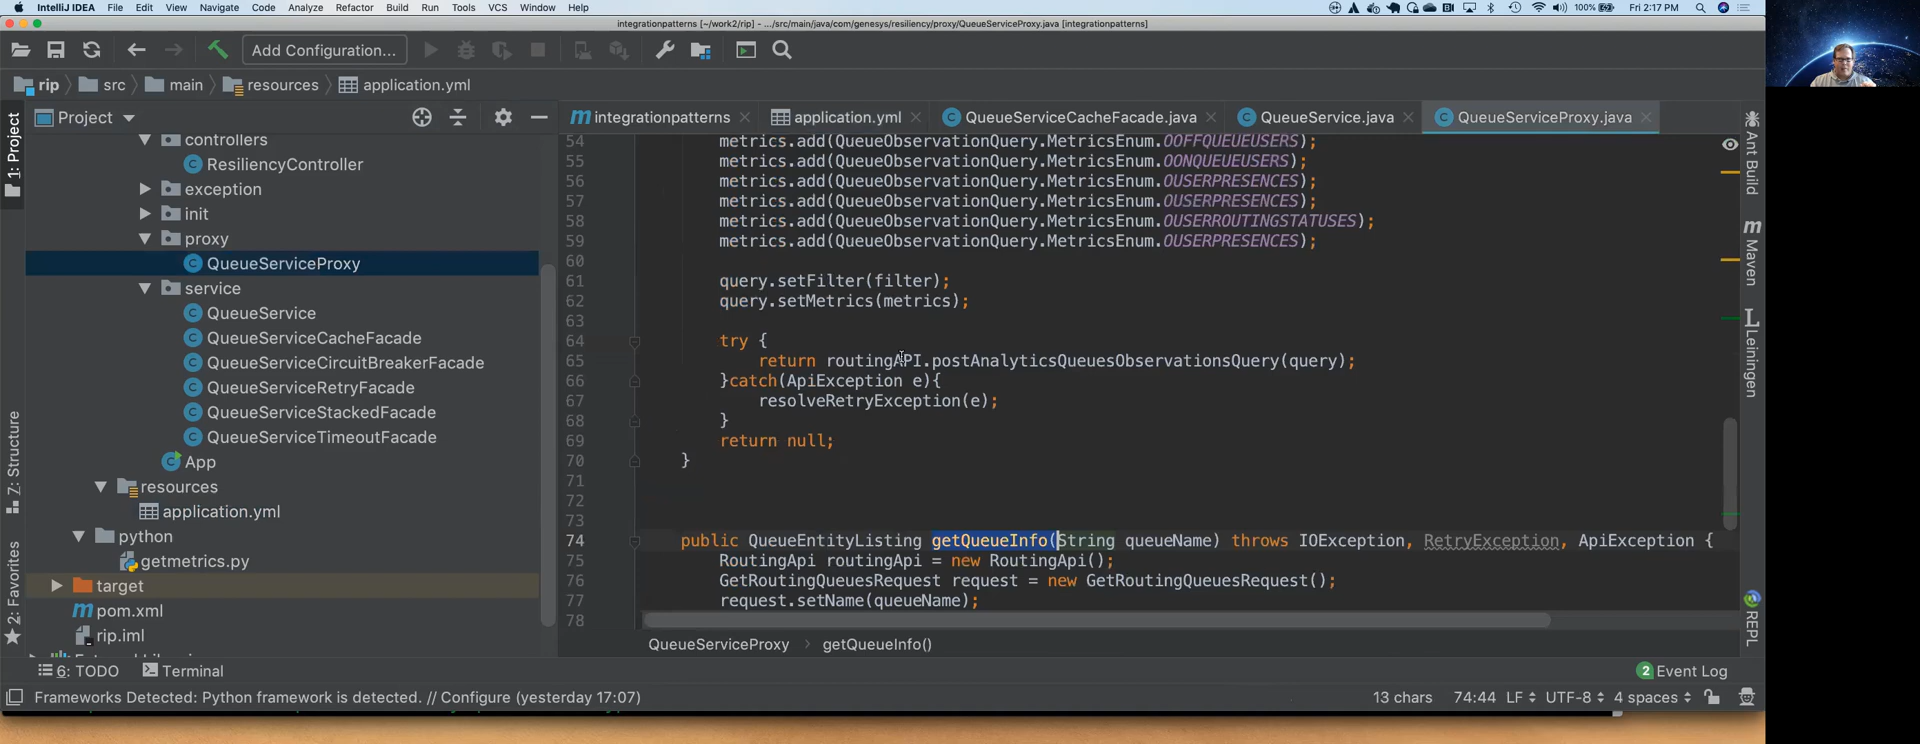 IntelliJ IDEA File Edit View Navigate Code Analyze Refactor Build Run Tools VCS Window Help 100% Fri 2:17 PM
integrationpatterns [~/work2/rip] - .../src/main/java/com/genesys/resiliency/proxy/QueueServiceProxy.java [integrationpatterns]
Add Configuration...
rip src main resources application.yml
1: Project
Project
integrationpatterns application.yml QueueServiceCacheFacade.java QueueService.java QueueServiceProxy.java
controllers
ResiliencyController
exception
init
proxy
QueueServiceProxy
service
QueueService
QueueServiceCacheFacade
QueueServiceCircuitBreakerFacade
QueueServiceRetryFacade
QueueServiceStackedFacade
QueueServiceTimeoutFacade
App
resources
application.yml
python
getmetrics.py
target
pom.xml
rip.iml
54 metrics.add(QueueObservationQuery.MetricsEnum.OOFFQUEUEUSERS);
55 metrics.add(QueueObservationQuery.MetricsEnum.OONQUEUEUSERS);
56 metrics.add(QueueObservationQuery.MetricsEnum.OUSERPRESENCES);
57 metrics.add(QueueObservationQuery.MetricsEnum.OUSERPRESENCES);
58 metrics.add(QueueObservationQuery.MetricsEnum.OUSERROUTINGSTATUSES);
59 metrics.add(QueueObservationQuery.MetricsEnum.OUSERPRESENCES);
60
61 query.setFilter(filter);
62 query.setMetrics(metrics);
63
64 try {
65 return routingAPI.postAnalyticsQueuesObservationsQuery(query);
66 }catch(ApiException e){
67 resolveRetryException(e);
68 }
69 return null;
70 }
71
72
73
74 public QueueEntityListing getQueueInfo(String queueName) throws IOException, RetryException, ApiException {
75 RoutingApi routingApi = new RoutingApi();
76 GetRoutingQueuesRequest request = new GetRoutingQueuesRequest();
77 request.setName(queueName);
78
QueueServiceProxy › getQueueInfo()
Ant Build
Maven
Leiningen
REPL
Z: Structure
2: Favorites
6: TODO Terminal 2 Event Log
Frameworks Detected: Python framework is detected. // Configure (yesterday 17:07) 13 chars 74:44 LF UTF-8 4 spaces